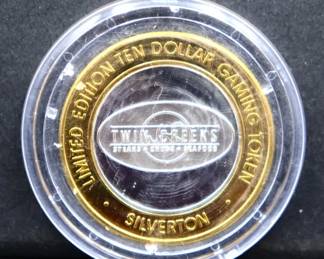 LIMITED EDITION TEN DOLLAR GAMING TOKEN
TWIN CREEKS
STEAKS • CHOPS • SEAFOOD
• SILVERTON •